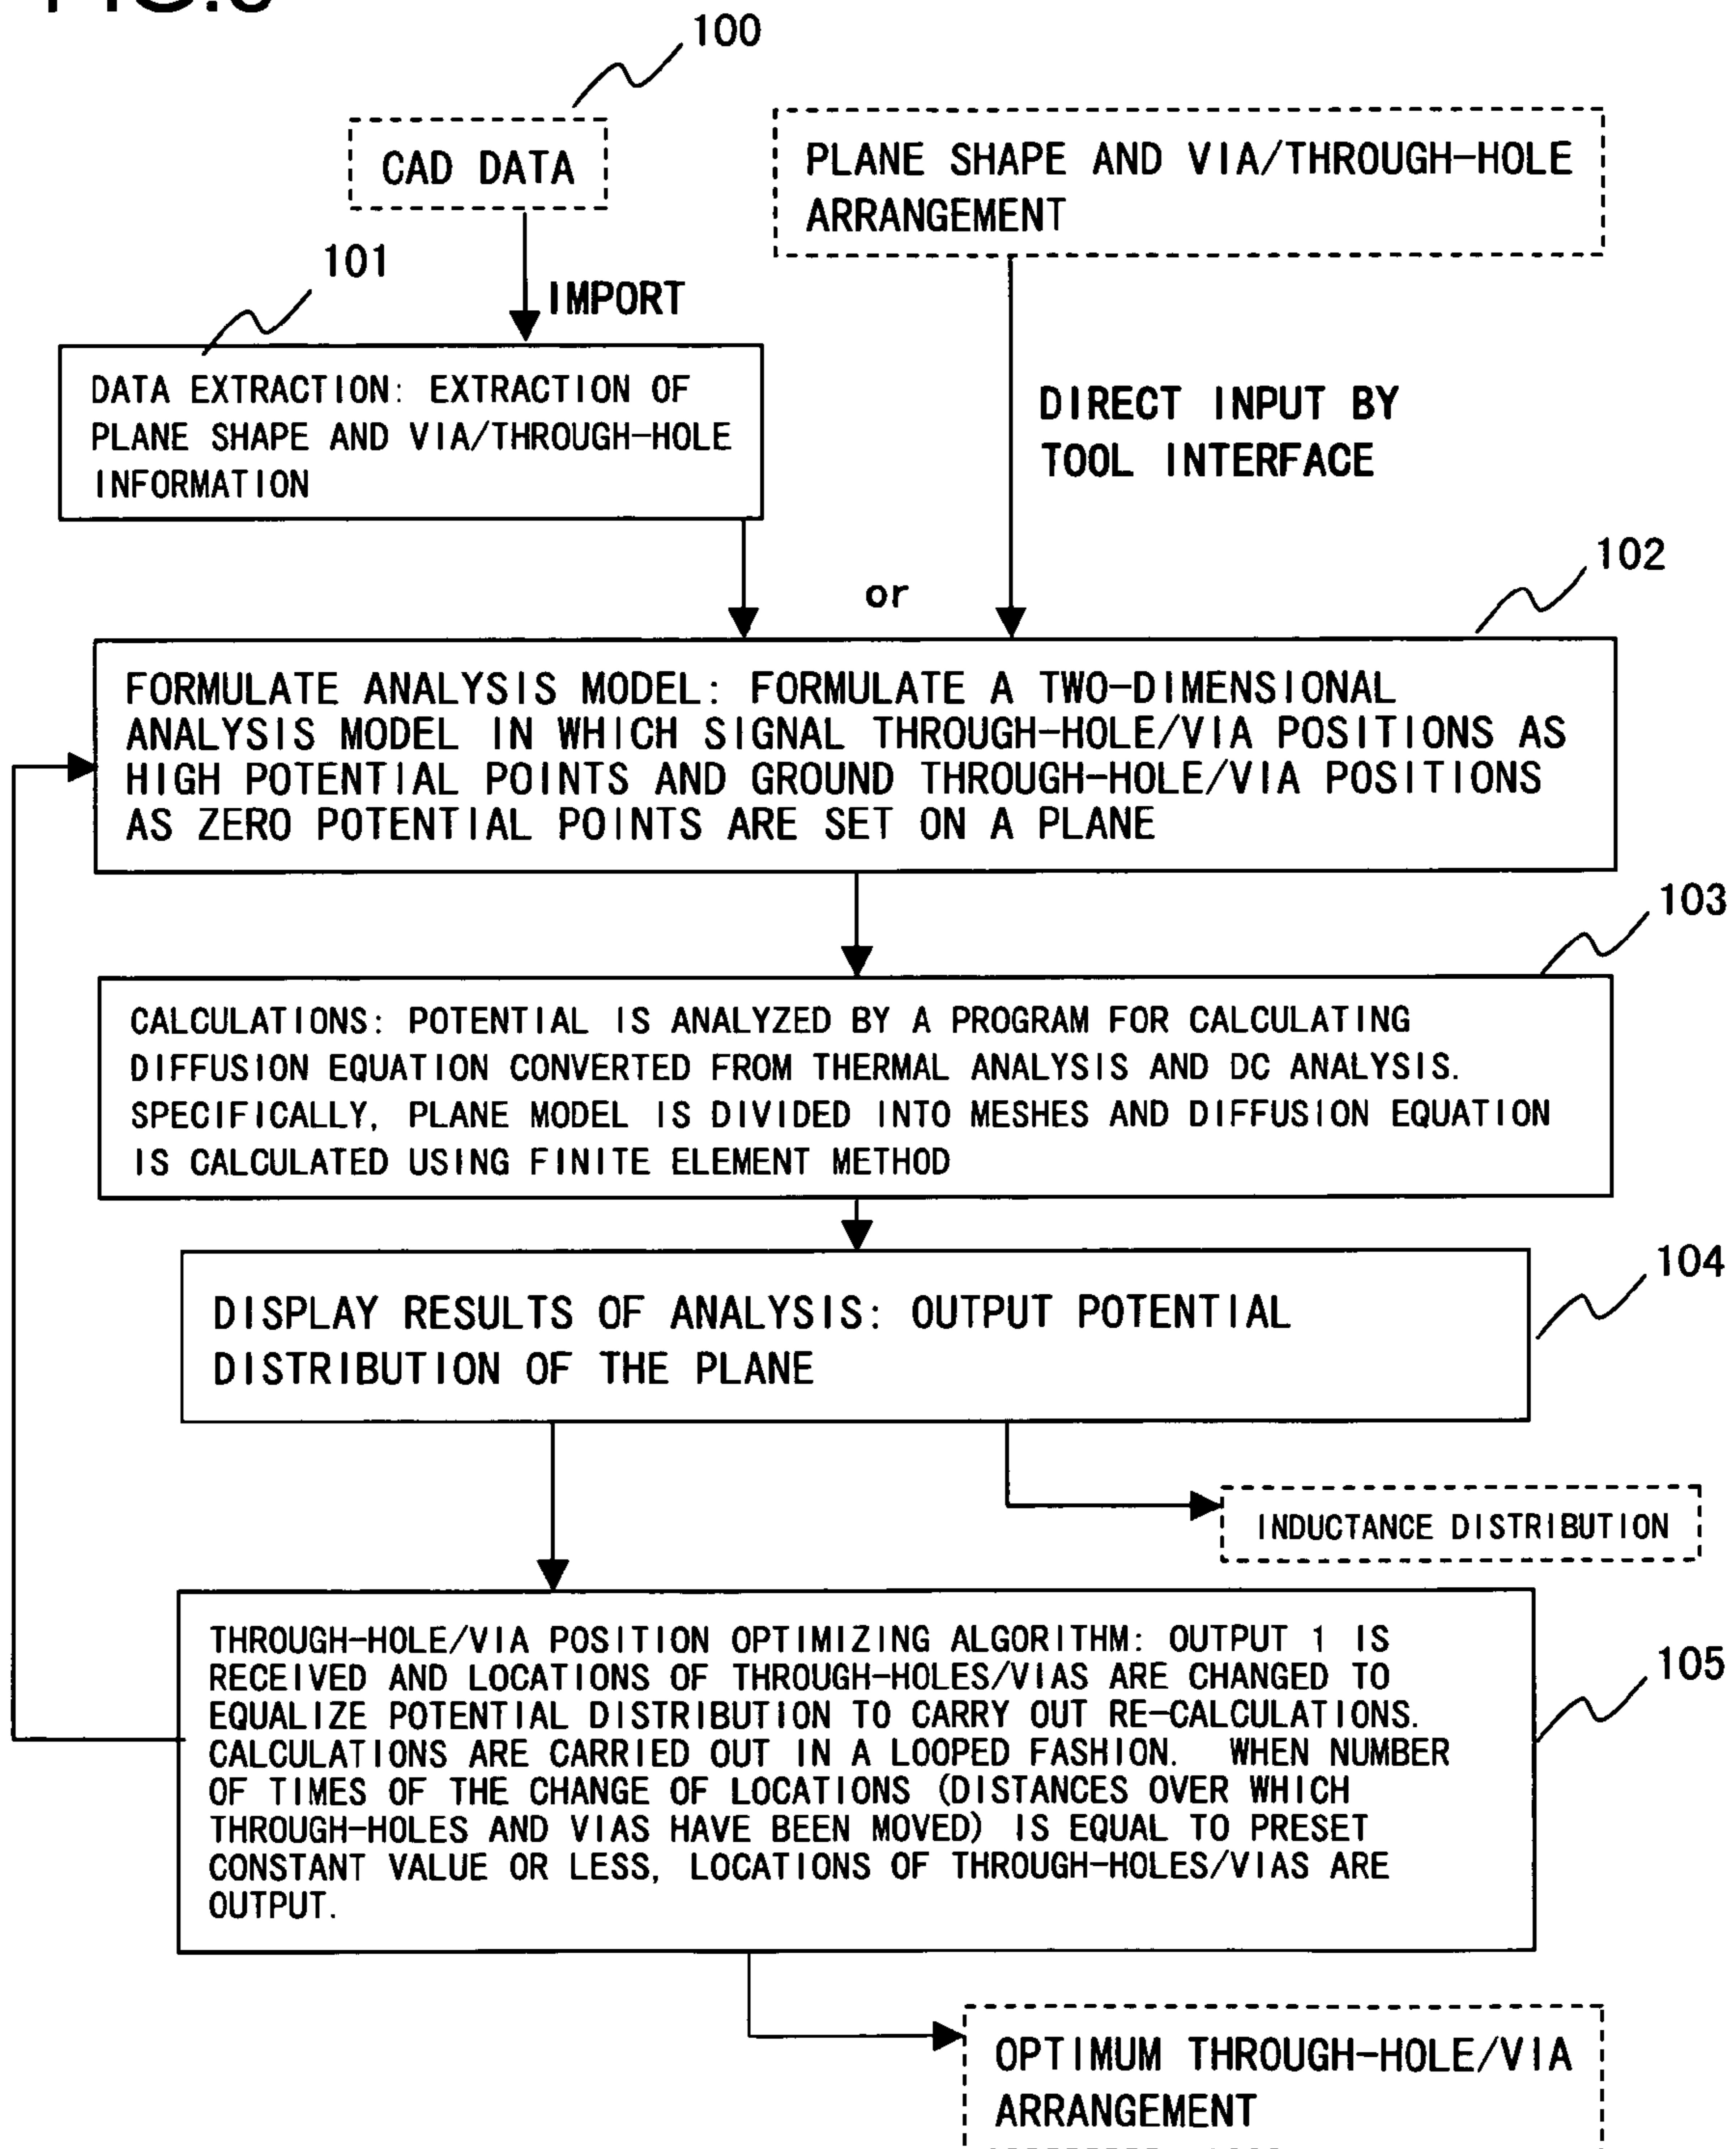 100
CAD DATA
PLANE SHAPE AND VIA/THROUGH-HOLE
ARRANGEMENT
101
IMPORT
DATA EXTRACTION: EXTRACTION OF
PLANE SHAPE AND VIA/THROUGH-HOLE
INFORMATION
DIRECT INPUT BY
TOOL INTERFACE
or
102
FORMULATE ANALYSIS MODEL: FORMULATE A TWO-DIMENSIONAL
ANALYSIS MODEL IN WHICH SIGNAL THROUGH-HOLE/VIA POSITIONS AS
HIGH POTENTIAL POINTS AND GROUND THROUGH-HOLE/VIA POSITIONS
AS ZERO POTENTIAL POINTS ARE SET ON A PLANE
103
CALCULATIONS: POTENTIAL IS ANALYZED BY A PROGRAM FOR CALCULATING
DIFFUSION EQUATION CONVERTED FROM THERMAL ANALYSIS AND DC ANALYSIS.
SPECIFICALLY, PLANE MODEL IS DIVIDED INTO MESHES AND DIFFUSION EQUATION
IS CALCULATED USING FINITE ELEMENT METHOD
104
DISPLAY RESULTS OF ANALYSIS: OUTPUT POTENTIAL
DISTRIBUTION OF THE PLANE
INDUCTANCE DISTRIBUTION
THROUGH-HOLE/VIA POSITION OPTIMIZING ALGORITHM: OUTPUT 1 IS
RECEIVED AND LOCATIONS OF THROUGH-HOLES/VIAS ARE CHANGED TO
EQUALIZE POTENTIAL DISTRIBUTION TO CARRY OUT RE-CALCULATIONS.
CALCULATIONS ARE CARRIED OUT IN A LOOPED FASHION. WHEN NUMBER
OF TIMES OF THE CHANGE OF LOCATIONS (DISTANCES OVER WHICH
THROUGH-HOLES AND VIAS HAVE BEEN MOVED) IS EQUAL TO PRESET
CONSTANT VALUE OR LESS, LOCATIONS OF THROUGH-HOLES/VIAS ARE
OUTPUT.
105
OPTIMUM THROUGH-HOLE/VIA
ARRANGEMENT